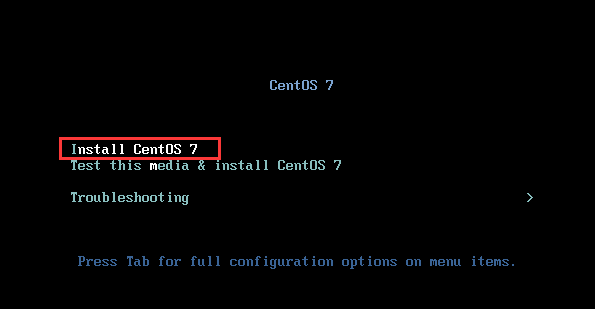 CentOS 7
Install CentOS 7
Test this media & install CentOS 7
Troubleshooting >
Press Tab for full configuration options on menu items.